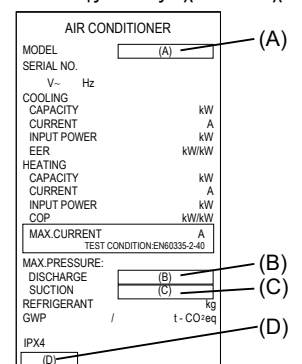 AIR CONDITIONER
MODEL (A) (A)
SERIAL NO.
V~ Hz
COOLING
CAPACITY kW
CURRENT A
INPUT POWER kW
EER kW/kW
HEATING
CAPACITY kW
CURRENT A
INPUT POWER kW
COP kW/kW
MAX.CURRENT A
TEST CONDITION:EN60335-2-40
MAX.PRESSURE:
DISCHARGE (B) (B)
SUCTION (C) (C)
REFRIGERANT kg
GWP / t - CO²eq
IPX4
(D) (D)